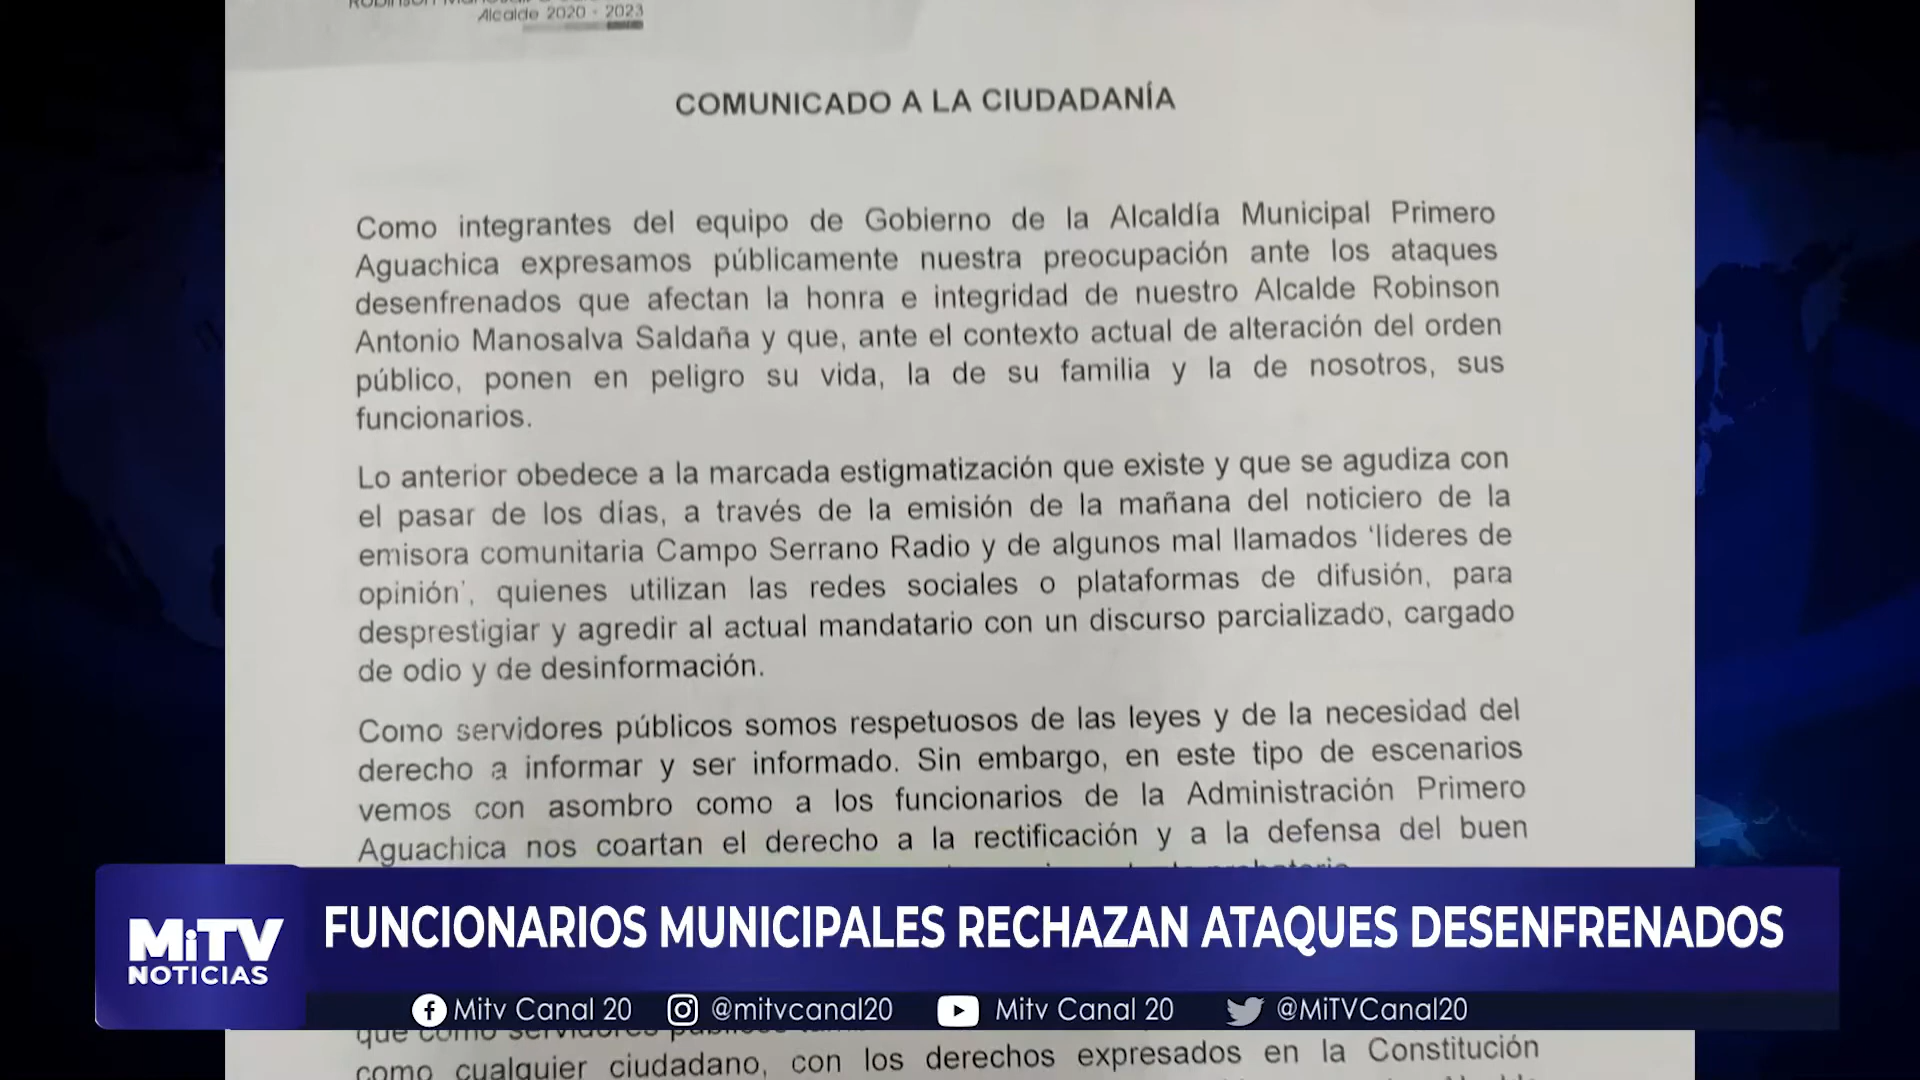 Alcalde 2020 - 2023
COMUNICADO A LA CIUDADANÍA
Como integrantes del equipo de Gobierno de la Alcaldía Municipal Primero
Aguachica expresamos públicamente nuestra preocupación ante los ataques
desenfrenados que afectan la honra e integridad de nuestro Alcalde Robinson
Antonio Manosalva Saldaña y que, ante el contexto actual de alteración del orden
público, ponen en peligro su vida, la de su familia y la de nosotros, sus
funcionarios.
Lo anterior obedece a la marcada estigmatización que existe y que se agudiza con
el pasar de los días, a través de la emisión de la mañana del noticiero de la
emisora comunitaria Campo Serrano Radio y de algunos mal llamados ‘líderes de
opinión’, quienes utilizan las redes sociales o plataformas de difusión, para
desprestigiar y agredir al actual mandatario con un discurso parcializado, cargado
de odio y de desinformación.
Como servidores públicos somos respetuosos de las leyes y de la necesidad del
derecho a informar y ser informado. Sin embargo, en este tipo de escenarios
vemos con asombro como a los funcionarios de la Administración Primero
Aguachica nos coartan el derecho a la rectificación y a la defensa del buen
MiTV
NOTICIAS
FUNCIONARIOS MUNICIPALES RECHAZAN ATAQUES DESENFRENADOS
Mitv Canal 20 @mitvcanal20 Mitv Canal 20 @MiTVCanal20
que como servidores públicos
como cualquier ciudadano, con los derechos expresados en la Constitución